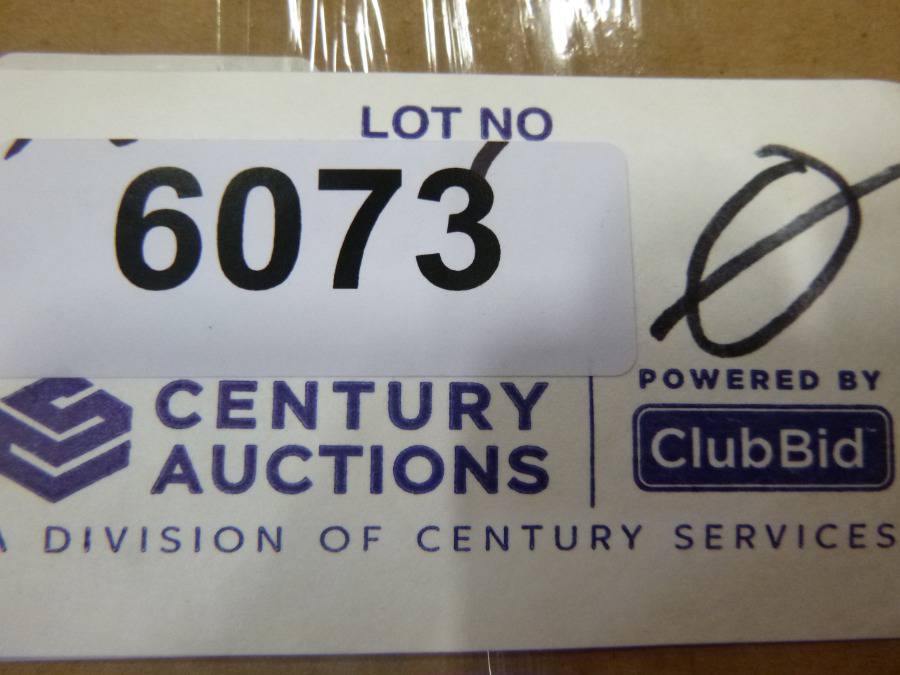 LOT NO
6073
Ø
CENTURY
AUCTIONS
POWERED BY
ClubBid
A DIVISION OF CENTURY SERVICES